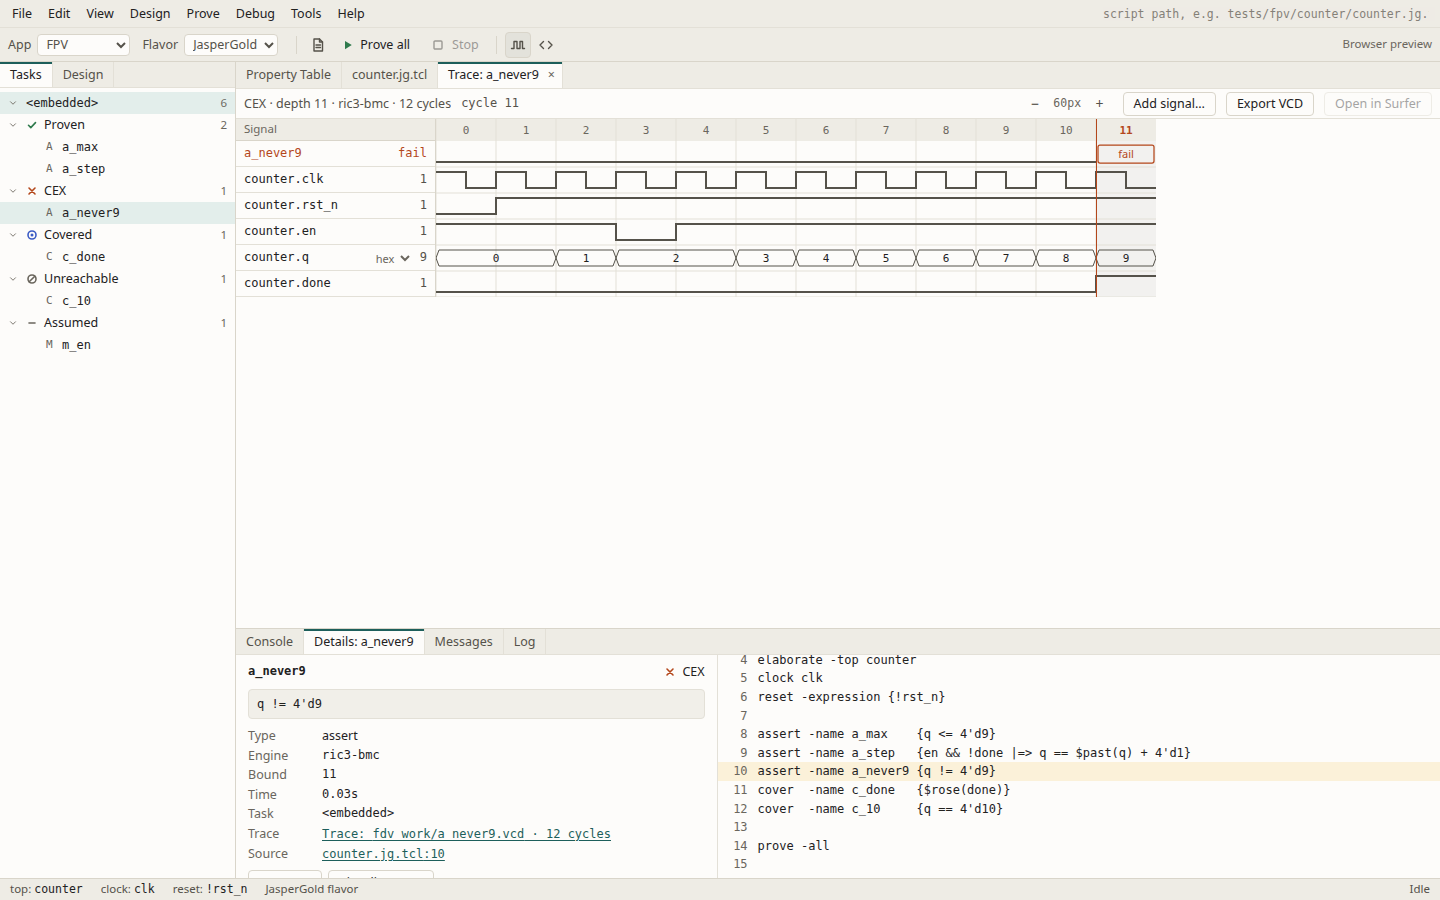 File Edit View Design Prove Debug Tools Help script path, e.g. tests/fpv/counter/counter.jg.
App FPV Flavor JasperGold Prove all Stop Browser preview
Tasks Design
<embedded> 6
Proven 2
A a_max
A a_step
CEX 1
A a_never9
Covered 1
C c_done
Unreachable 1
C c_10
Assumed 1
M m_en
Property Table counter.jg.tcl Trace: a_never9 ×
CEX · depth 11 · ric3-bmc · 12 cycles cycle 11 − 60px + Add signal... Export VCD Open in Surfer
Signal 0 1 2 3 4 5 6 7 8 9 10 11
a_never9 fail fail
counter.clk 1
counter.rst_n 1
counter.en 1
counter.q hex 9 0 1 2 3 4 5 6 7 8 9
counter.done 1
Console Details: a_never9 Messages Log
a_never9 CEX
q != 4'd9
Type assert
Engine ric3-bmc
Bound 11
Time 0.03s
Task <embedded>
Trace Trace: fdv_work/a_never9.vcd · 12 cycles
Source counter.jg.tcl:10
4 elaborate -top counter
5 clock clk
6 reset -expression {!rst_n}
7
8 assert -name a_max {q <= 4'd9}
9 assert -name a_step {en && !done |=> q == $past(q) + 4'd1}
10 assert -name a_never9 {q != 4'd9}
11 cover -name c_done {$rose(done)}
12 cover -name c_10 {q == 4'd10}
13
14 prove -all
15
top: counter clock: clk reset: !rst_n JasperGold flavor Idle